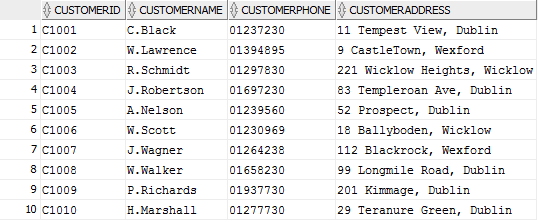 CUSTOMERID CUSTOMERNAME CUSTOMERPHONE CUSTOMERADDRESS
1 C1001 C.Black 01237230 11 Tempest View, Dublin
2 C1002 W.Lawrence 01394895 9 CastleTown, Wexford
3 C1003 R.Schmidt 01297830 221 Wicklow Heights, Wicklow
4 C1004 J.Robertson 01697230 83 Templeroan Ave, Dublin
5 C1005 A.Nelson 01239560 52 Prospect, Dublin
6 C1006 W.Scott 01230969 18 Ballyboden, Wicklow
7 C1007 J.Wagner 01264238 112 Blackrock, Wexford
8 C1008 W.Walker 01658230 99 Longmile Road, Dublin
9 C1009 P.Richards 01937730 201 Kimmage, Dublin
10 C1010 H.Marshall 01277730 29 Teranure Green, Dublin